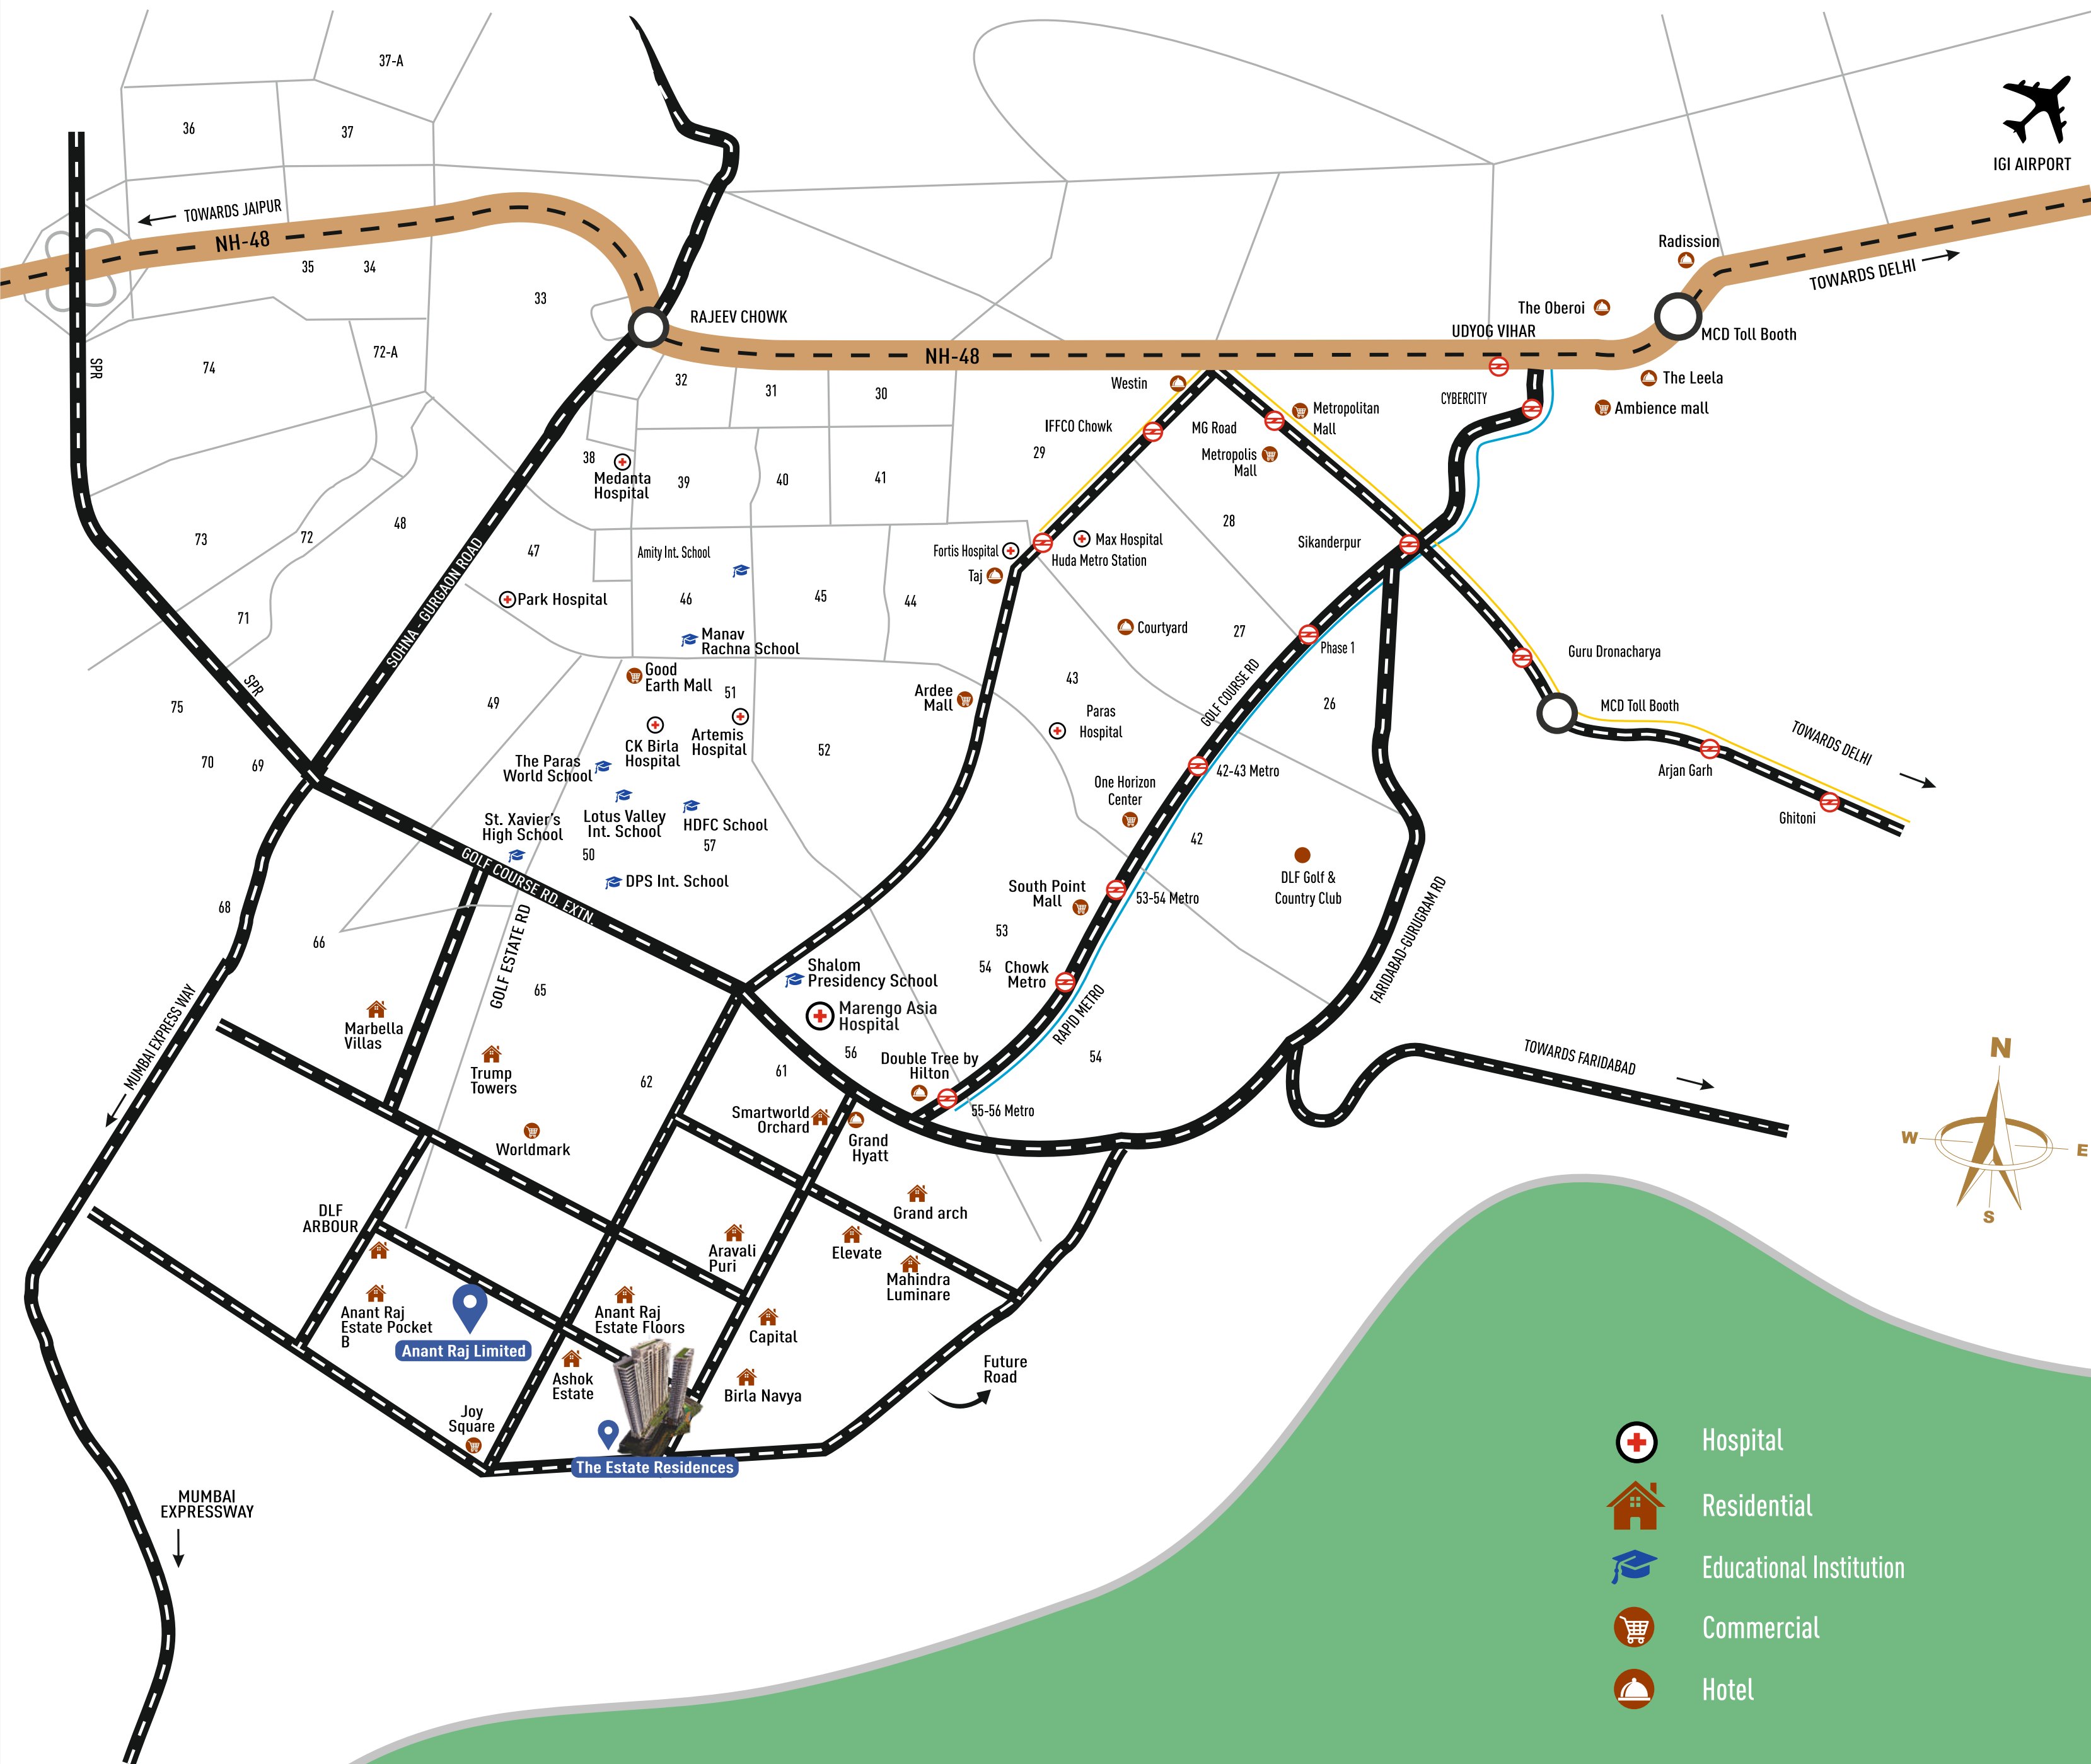 37-A
36
37
IGI AIRPORT
TOWARDS JAIPUR
NH-48
35
34
33
Radission
TOWARDS DELHI
The Oberoi
RAJEEV CHOWK
UDYOG VIHAR
MCD Toll Booth
SPR
74
72-A
NH-48
32
31
30
Westin
CYBERCITY
The Leela
Ambience mall
IFFCO Chowk
MG Road
Metropolitan
Mall
Metropolis
Mall
29
38
Medanta
Hospital
39
40
41
28
73
72
48
47
SOHNA - GURGAON ROAD
Amity Int. School
Fortis Hospital
Max Hospital
Huda Metro Station
Taj
Sikanderpur
Park Hospital
46
45
44
71
Manav
Rachna School
Courtyard
27
Phase 1
Guru Dronacharya
Good
Earth Mall
51
SPR
75
49
43
Ardee
Mall
Paras
Hospital
GOLF COURSE RD
26
MCD Toll Booth
TOWARDS DELHI
CK Birla
Hospital
Artemis
Hospital
52
70
69
The Paras
World School
42-43 Metro
Arjan Garh
One Horizon
Center
Ghitoni
St. Xavier's
High School
Lotus Valley
Int. School
HDFC School
50
57
42
GOLF COURSE RD. EXTN.
DPS Int. School
DLF Golf &
Country Club
South Point
Mall
53-54 Metro
68
66
GOLF ESTATE RD
65
53
54
Chowk
Metro
FARIDABAD-GURUGRAM RD
Shalom
Presidency School
Marengo Asia
Hospital
RAPID METRO
MUMBAI EXPRESS WAY
Marbella
Villas
Trump
Towers
62
61
56
Double Tree by
Hilton
54
TOWARDS FARIDABAD
N
W
E
S
55-56 Metro
Smartworld
Orchard
Grand
Hyatt
Worldmark
DLF
ARBOUR
Grand arch
Aravali
Puri
Elevate
Mahindra
Luminare
Anant Raj
Estate Pocket
B
Anant Raj Limited
Anant Raj
Estate Floors
Capital
Ashok
Estate
Birla Navya
Future
Road
Joy
Square
The Estate Residences
MUMBAI
EXPRESSWAY
Hospital
Residential
Educational Institution
Commercial
Hotel